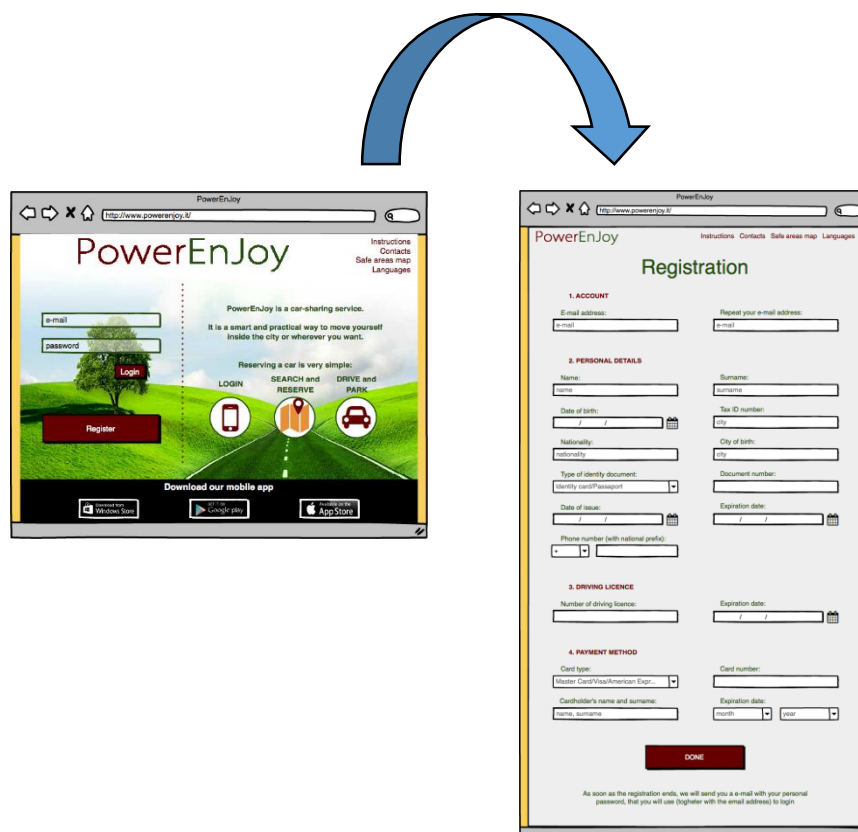 PowerEnJoy
http://www.powerenjoy.it/
PowerEnJoy
Instructions
Contacts
Safe areas map
Languages
e-mail
password
Login
Register
PowerEnJoy is a car-sharing service.
It is a smart and practical way to move yourself
inside the city or wherever you want.
Reserving a car is very simple:
LOGIN
SEARCH and
RESERVE
DRIVE and
PARK
Download our mobile app
Download from
Windows Store
GET IT ON
Google play
Available on the
App Store
PowerEnJoy
http://www.powerenjoy.it/
PowerEnJoy
Instructions Contacts Safe areas map Languages
Registration
1. ACCOUNT
E-mail address: Repeat your e-mail address:
e-mail e-mail
2. PERSONAL DETAILS
Name: Surname:
name surname
Date of birth: Tax ID number:
/ / city
Nationality: City of birth:
nationality city
Type of identity document: Document number:
Identity card/Passaport
Date of issue: Expiration date:
/ / / /
Phone number (with national prefix):
+
3. DRIVING LICENCE
Number of driving licence: Expiration date:
/ /
4. PAYMENT METHOD
Card type: Card number:
Master Card/Visa/American Expr...
Cardholder's name and surname: Expiration date:
name, surname month year
DONE
As soon as the registration ends, we will send you a e-mail with your personal
password, that you will use (togheter with the email address) to login